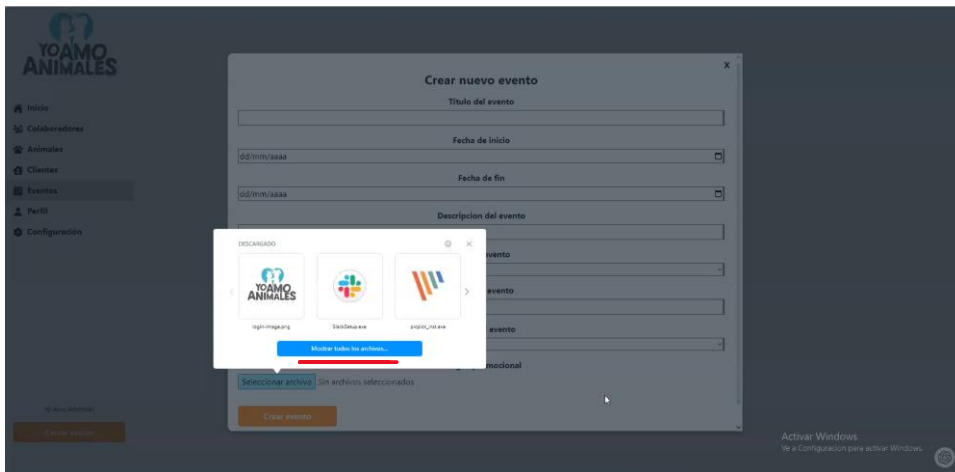 YOAMO
ANIMALES
Inicio
Colaboradores
Animales
Clientes
Eventos
Perfil
Configuración
Cerrar sesión
x
Crear nuevo evento
Titulo del evento
Fecha de inicio
dd/mm/aaaa
Fecha de fin
dd/mm/aaaa
Descripcion del evento
evento
evento
evento
DESCARGADO
YOAMO
ANIMALES
login-image.png
SlackSetup.exe
Mostrar todos los archivos...
mocional
Seleccionar archivo Sin archivos seleccionados
Crear evento
Activar Windows
Ve a Configuración para activar Windows.